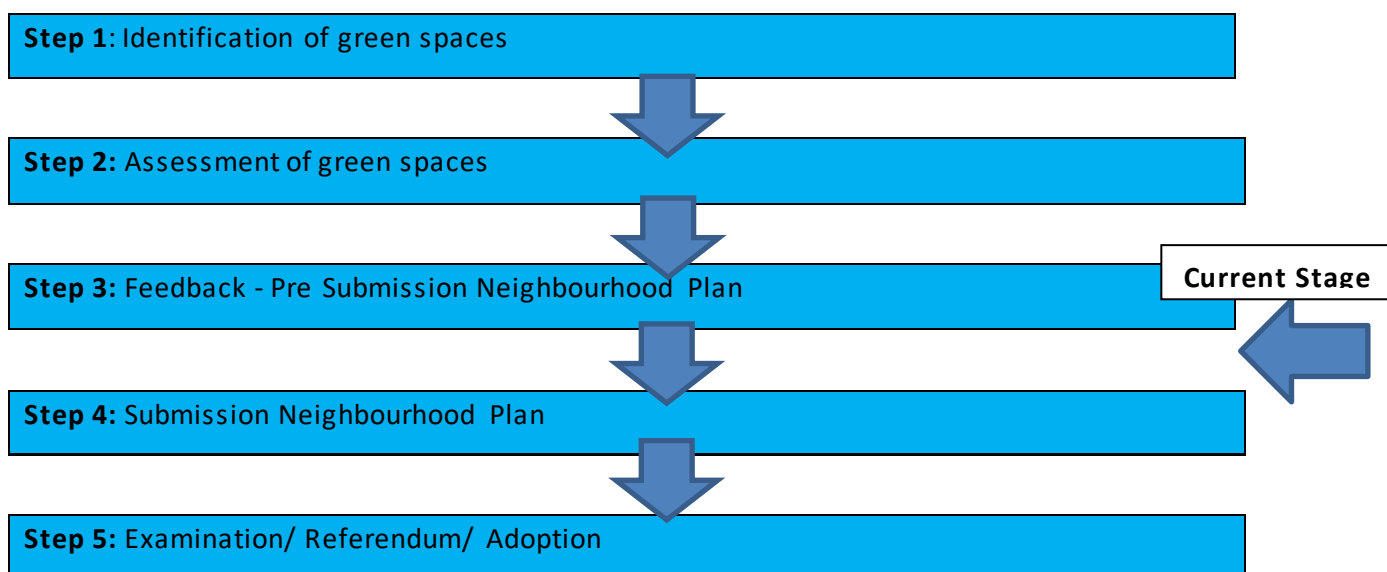 Step 1: Identification of green spaces
Step 2: Assessment of green spaces
Step 3: Feedback - Pre Submission Neighbourhood Plan
Current Stage
Step 4: Submission Neighbourhood Plan
Step 5: Examination/ Referendum/ Adoption